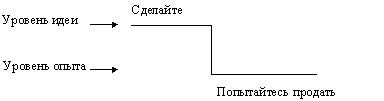 Сделайте
Уровень идеи
Уровень опыта
Попытайтесь продать